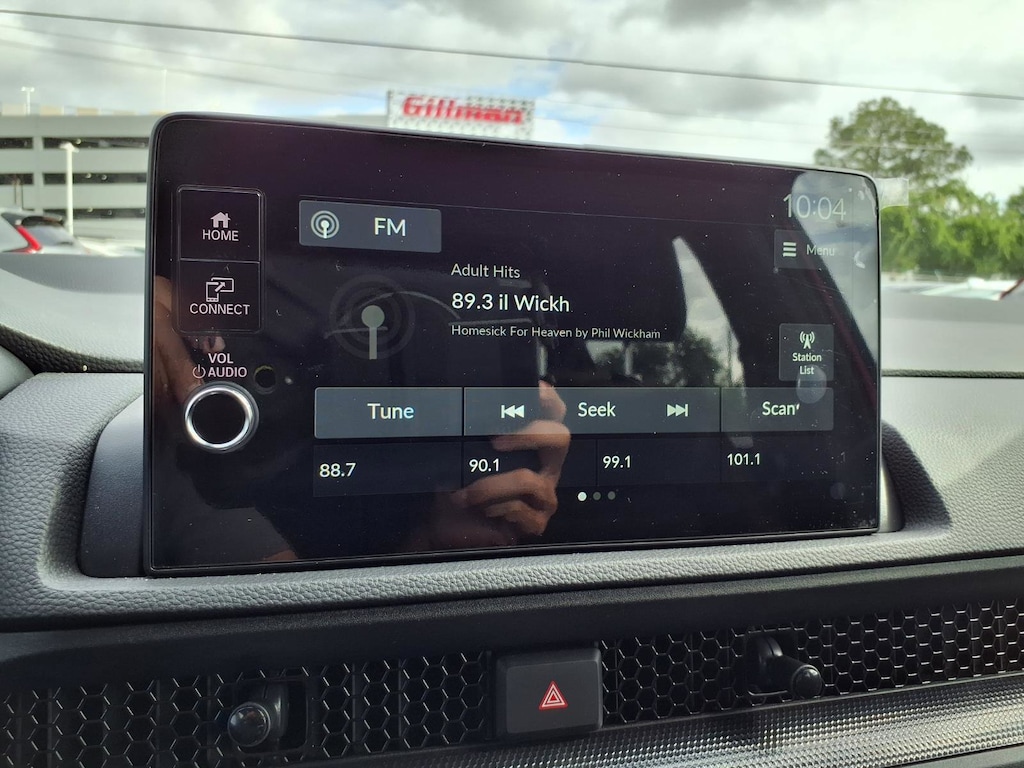 Gillman
HOME
CONNECT
VOL
AUDIO
FM
10:04
Menu
Adult Hits
89.3 il Wickh
Homesick For Heaven by Phil Wickham
Station
List
Tune
Seek
Scan
88.7
90.1
99.1
101.1